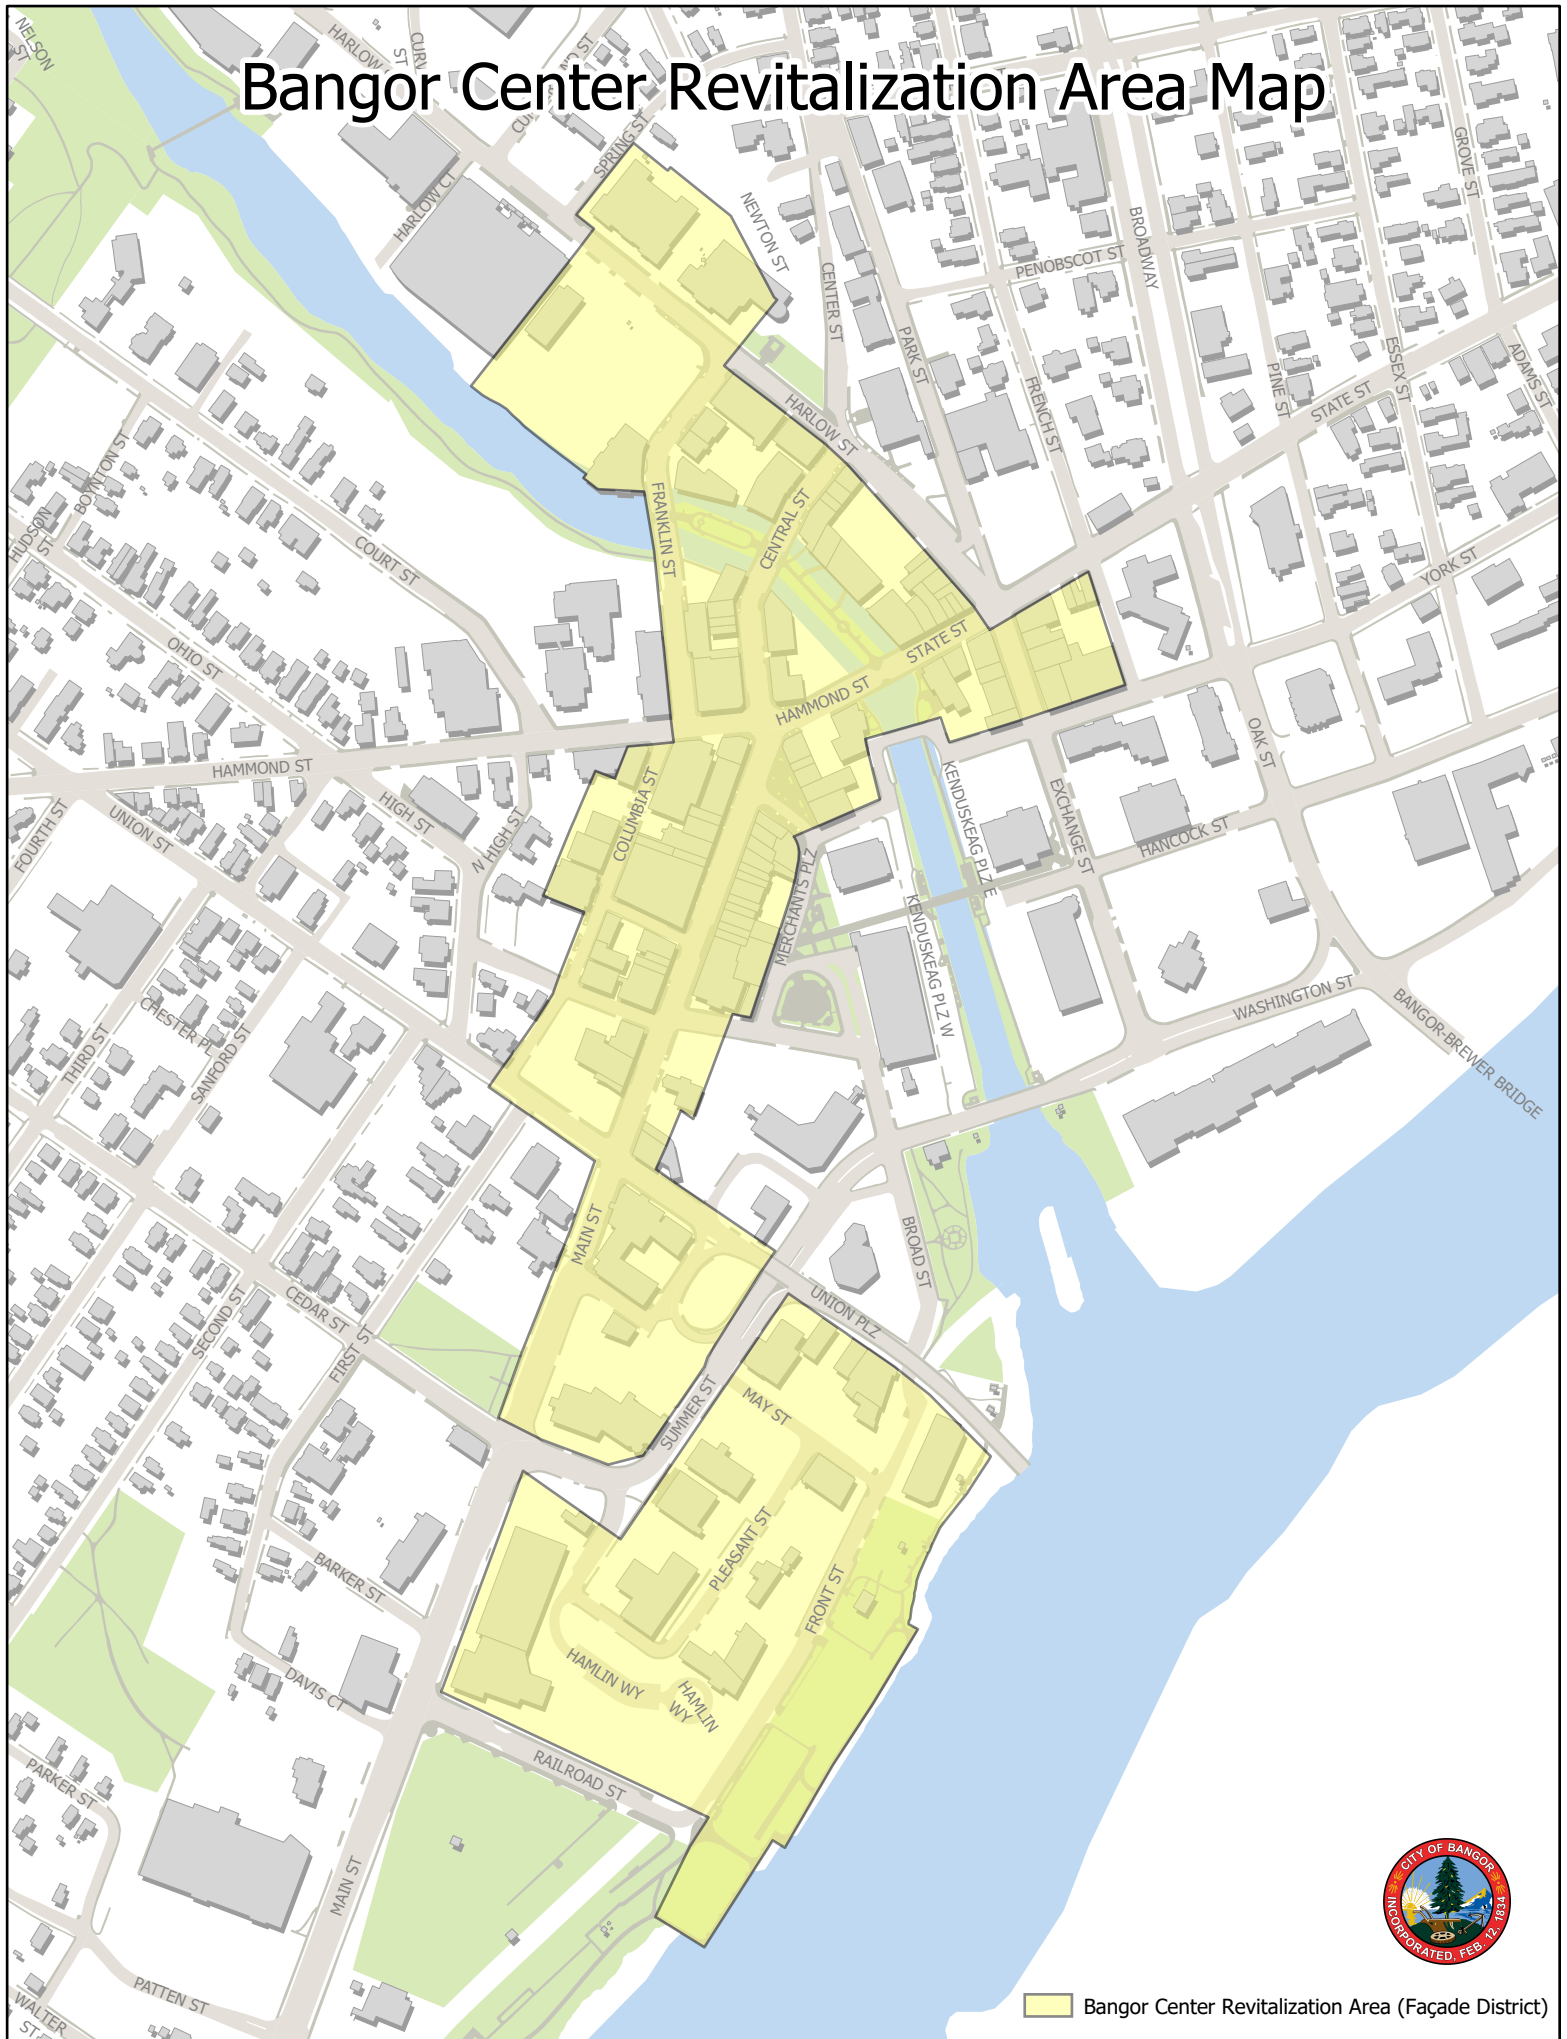 Bangor Center Revitalization Area Map
NELSON
ST
HARLOW
CURV
ST
ND ST
SPRING ST
HARLOW CT
NEWTON ST
CENTER ST
PARK ST
PENOBSCOT ST
BROADWAY
GROVE ST
FRENCH ST
PINE ST
ESSEX ST
ADAMS ST
STATE ST
HARLOW ST
BOYNTON ST
HUDSON
ST
COURT ST
FRANKLIN ST
CENTRAL ST
YORK ST
OHIO ST
STATE ST
HAMMOND ST
HAMMOND ST
OAK ST
COLUMBIA ST
KENDUSKEAG PLZ E
EXCHANGE ST
HANCOCK ST
FOURTH ST
UNION ST
HIGH ST
N HIGH ST
MERCHANTS PLZ
KENDUSKEAG PLZ W
WASHINGTON ST
BANGOR-BREWER BRIDGE
CHESTER PL
THIRD ST
SANFORD ST
MAIN ST
BROAD ST
UNION PLZ
SECOND ST
CEDAR ST
FIRST ST
SUMMER ST
MAY ST
PLEASANT ST
FRONT ST
BARKER ST
HAMLIN WY
HAMLIN
WY
DAVIS CT
RAILROAD ST
PARKER ST
MAIN ST
PATTEN ST
WALTER
ST
CITY OF BANGOR
INCORPORATED, FEB. 12, 1834
Bangor Center Revitalization Area (Façade District)